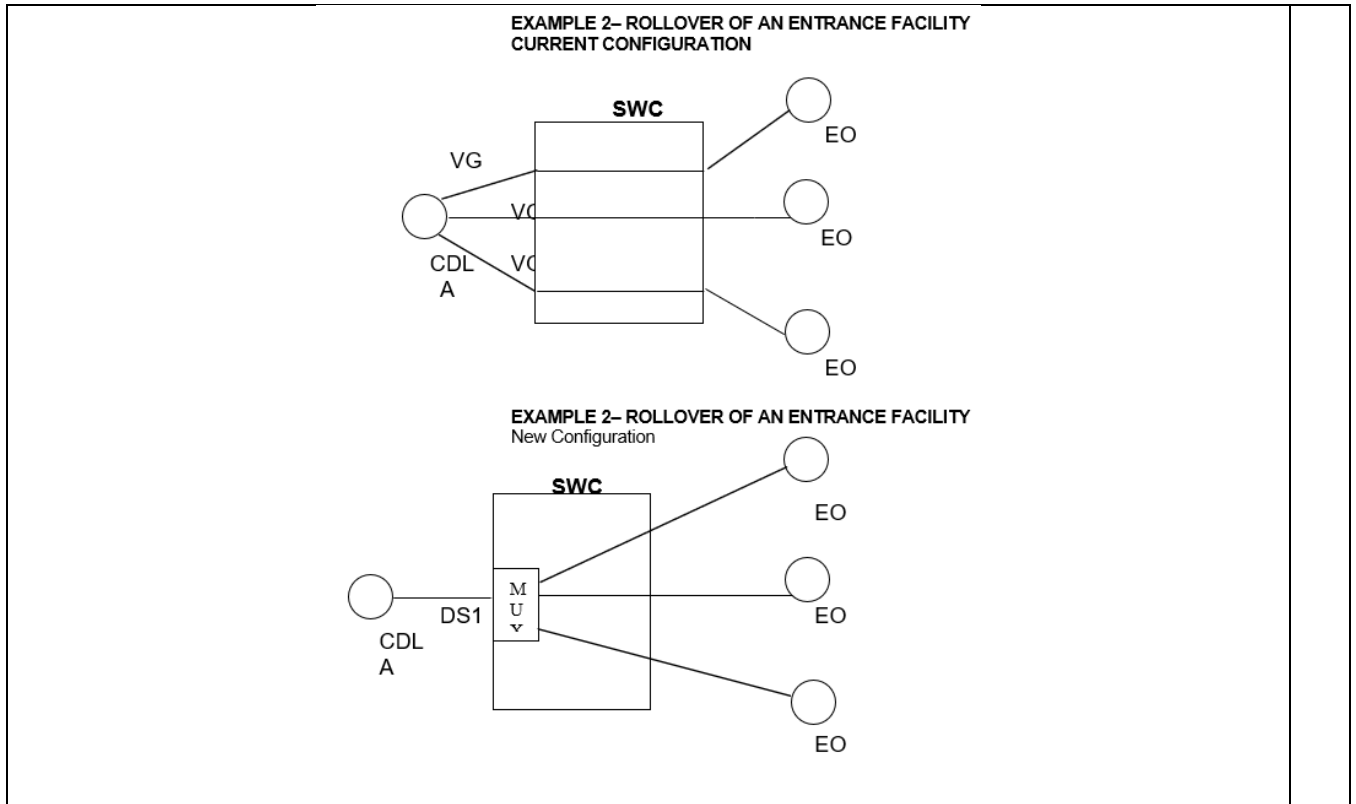 EXAMPLE 2– ROLLOVER OF AN ENTRANCE FACILITY
CURRENT CONFIGURATION
SWC
EO
VG
EO
CDL
A
EO
EXAMPLE 2– ROLLOVER OF AN ENTRANCE FACILITY
New Configuration
SWC
EO
M
U
DS1
EO
CDL
A
EO